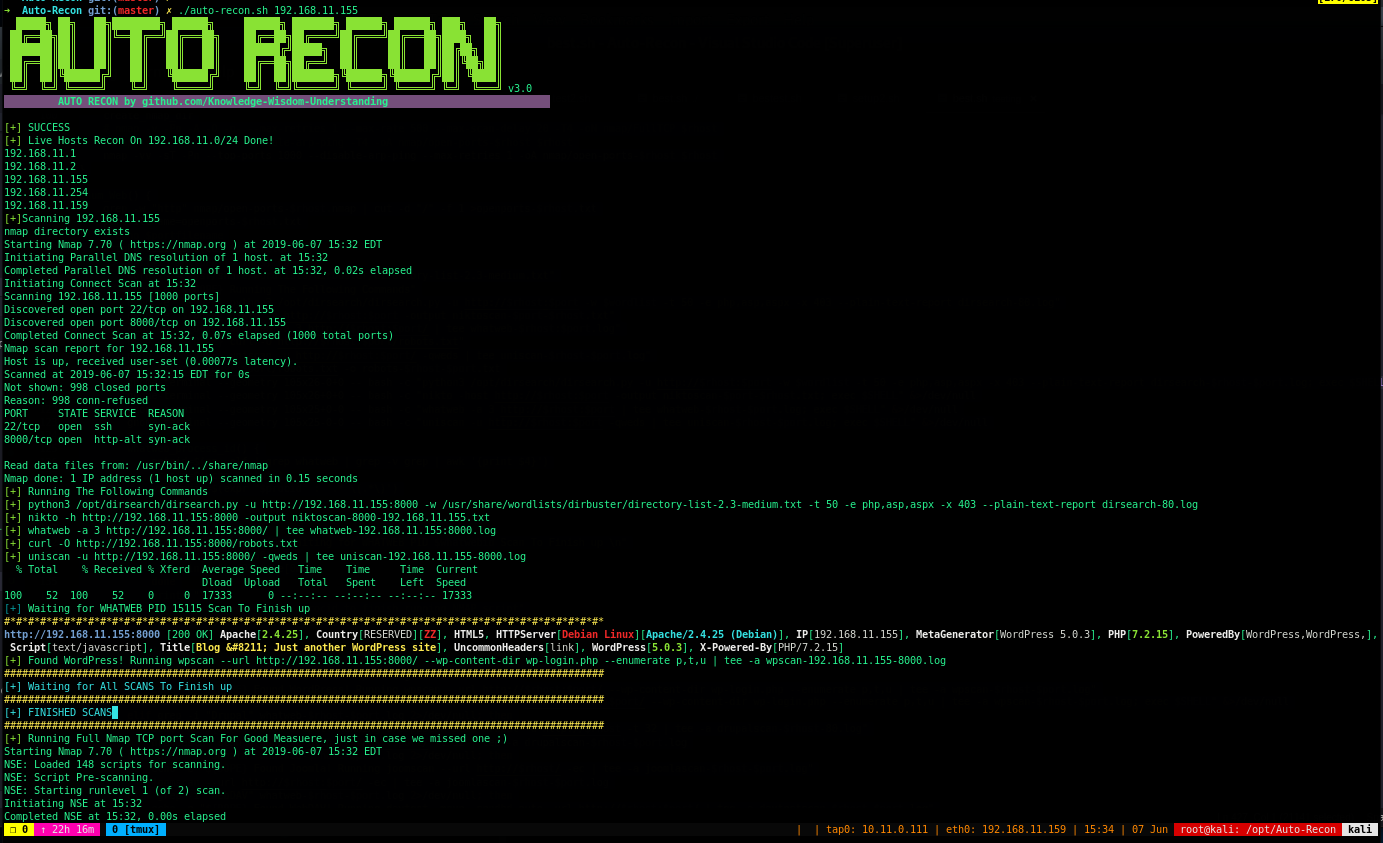 ➜  Auto-Recon git:(master) ✗ ./auto-recon.sh 192.168.11.155
AUTO RECON v3.0
AUTO RECON by github.com/Knowledge-Wisdom-Understanding
[+] SUCCESS
[+] Live Hosts Recon On 192.168.11.0/24 Done!
192.168.11.1
192.168.11.2
192.168.11.155
192.168.11.254
192.168.11.159
[+]Scanning 192.168.11.155
nmap directory exists
Starting Nmap 7.70 ( https://nmap.org ) at 2019-06-07 15:32 EDT
Initiating Parallel DNS resolution of 1 host. at 15:32
Completed Parallel DNS resolution of 1 host. at 15:32, 0.02s elapsed
Initiating Connect Scan at 15:32
Scanning 192.168.11.155 [1000 ports]
Discovered open port 22/tcp on 192.168.11.155
Discovered open port 8000/tcp on 192.168.11.155
Completed Connect Scan at 15:32, 0.07s elapsed (1000 total ports)
Nmap scan report for 192.168.11.155
Host is up, received user-set (0.00077s latency).
Scanned at 2019-06-07 15:32:15 EDT for 0s
Not shown: 998 closed ports
Reason: 998 conn-refused
PORT     STATE SERVICE  REASON
22/tcp   open  ssh      syn-ack
8000/tcp open  http-alt syn-ack
Read data files from: /usr/bin/../share/nmap
Nmap done: 1 IP address (1 host up) scanned in 0.15 seconds
[+] Running The Following Commands
[+] python3 /opt/dirsearch/dirsearch.py -u http://192.168.11.155:8000 -w /usr/share/wordlists/dirbuster/directory-list-2.3-medium.txt -t 50 -e php,asp,aspx -x 403 --plain-text-report dirsearch-80.log
[+] nikto -h http://192.168.11.155:8000 -output niktoscan-8000-192.168.11.155.txt
[+] whatweb -a 3 http://192.168.11.155:8000/ | tee whatweb-192.168.11.155:8000.log
[+] curl -O http://192.168.11.155:8000/robots.txt
[+] uniscan -u http://192.168.11.155:8000/ -qweds | tee uniscan-192.168.11.155-8000.log
  % Total    % Received % Xferd  Average Speed   Time    Time     Time  Current
                                 Dload  Upload   Total   Spent    Left  Speed
100    52  100    52    0     0  17333      0 --:--:-- --:--:-- --:--:-- 17333
[+] Waiting for WHATWEB PID 15115 Scan To Finish up
#*#*#*#*#*#*#*#*#*#*#*#*#*#*#*#*#*#*#*#*#*#*#*#*#*#*#*#*#*#*#*#*#*#*#*#*#*#*#*#*#*#*#*#*#*#*#*#*#*#*
http://192.168.11.155:8000 [200 OK] Apache[2.4.25], Country[RESERVED][ZZ], HTML5, HTTPServer[Debian Linux][Apache/2.4.25 (Debian)], IP[192.168.11.155], MetaGenerator[WordPress 5.0.3], PHP[7.2.15], PoweredBy[WordPress,WordPress,],
 Script[text/javascript], Title[Blog &#8211; Just another WordPress site], UncommonHeaders[link], WordPress[5.0.3], X-Powered-By[PHP/7.2.15]
[+] Found WordPress! Running wpscan --url http://192.168.11.155:8000/ --wp-content-dir wp-login.php --enumerate p,t,u | tee -a wpscan-192.168.11.155-8000.log
####################################################################################################
[+] Waiting for All SCANS To Finish up
####################################################################################################
[+] FINISHED SCANS
####################################################################################################
[+] Running Full Nmap TCP port Scan For Good Measuere, just in case we missed one ;)
Starting Nmap 7.70 ( https://nmap.org ) at 2019-06-07 15:32 EDT
NSE: Loaded 148 scripts for scanning.
NSE: Script Pre-scanning.
NSE: Starting runlevel 1 (of 2) scan.
Initiating NSE at 15:32
Completed NSE at 15:32, 0.00s elapsed
❐ 0 ↑ 22h 16m 0 [tmux] | | tap0: 10.11.0.111 | eth0: 192.168.11.159 | 15:34 | 07 Jun root@kali: /opt/Auto-Recon kali